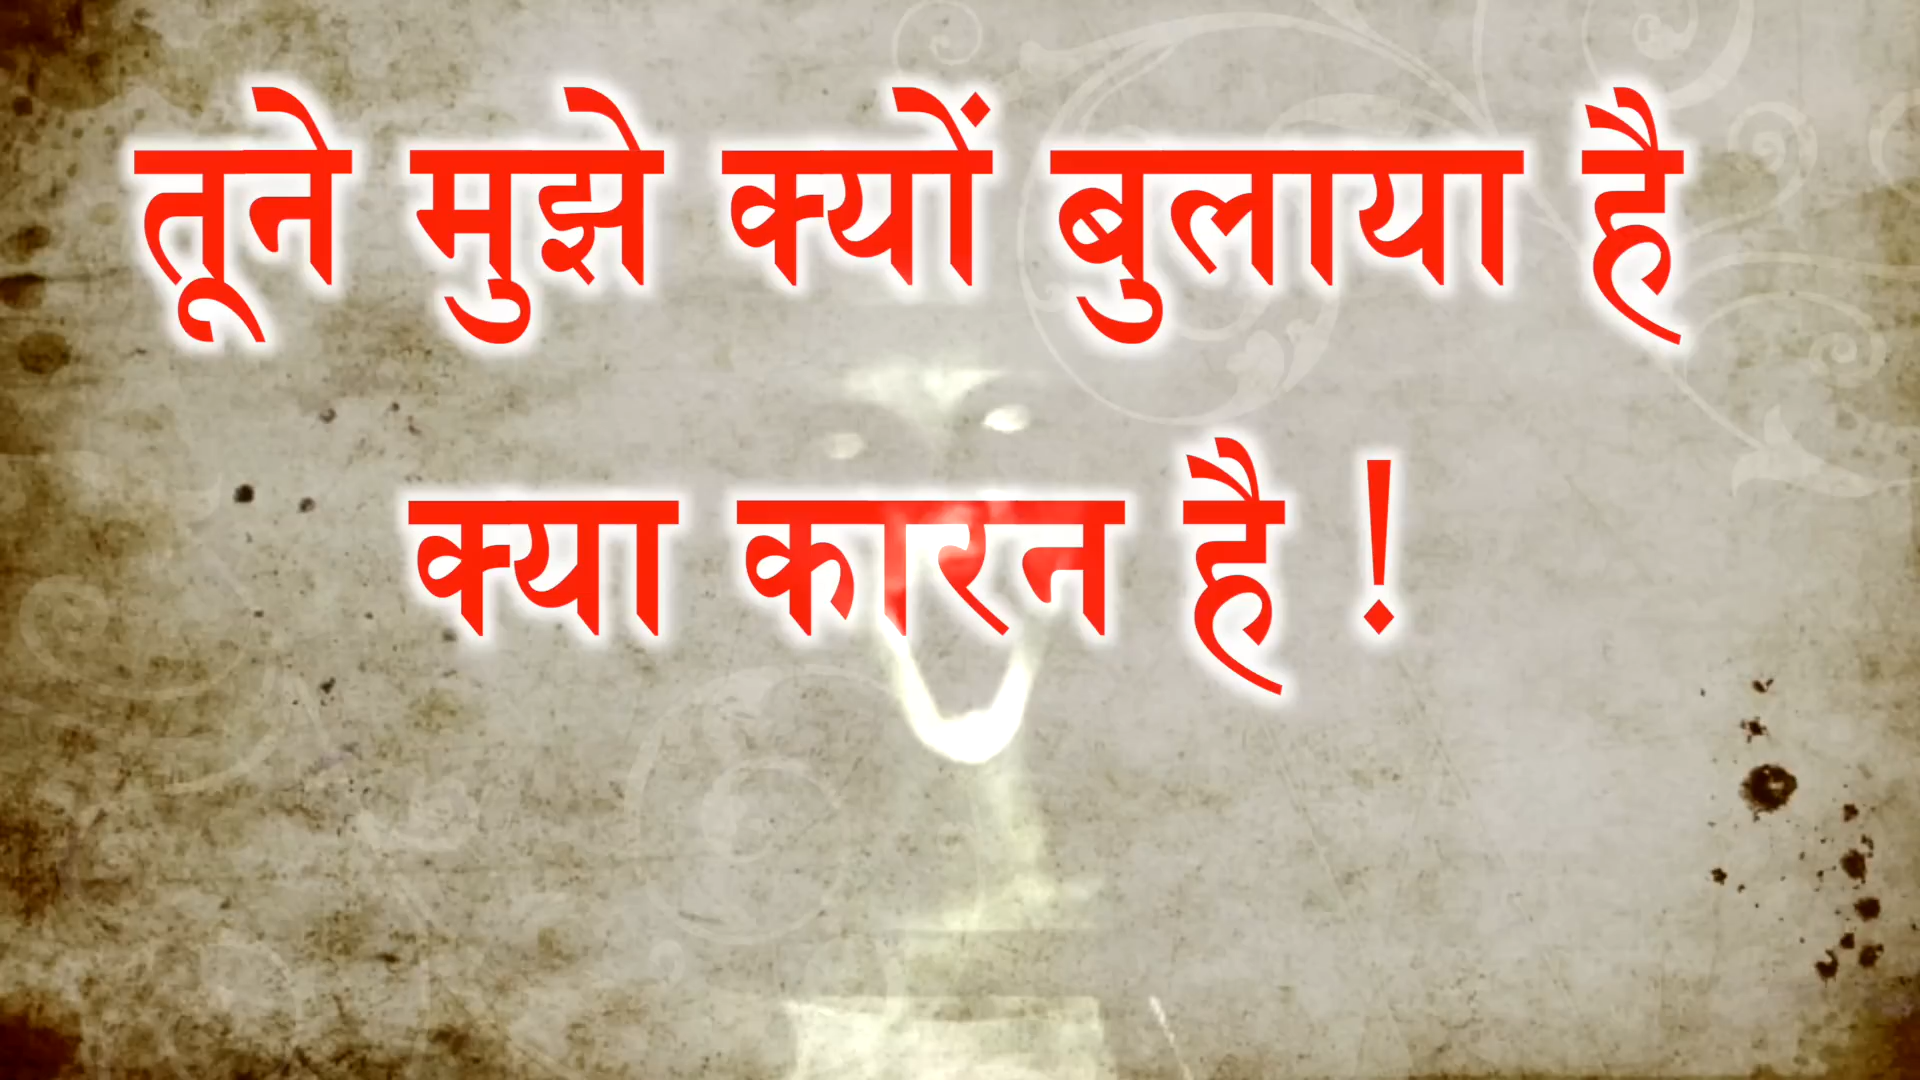 तूने मुझे क्यों बुलाया है
क्या कारन है !